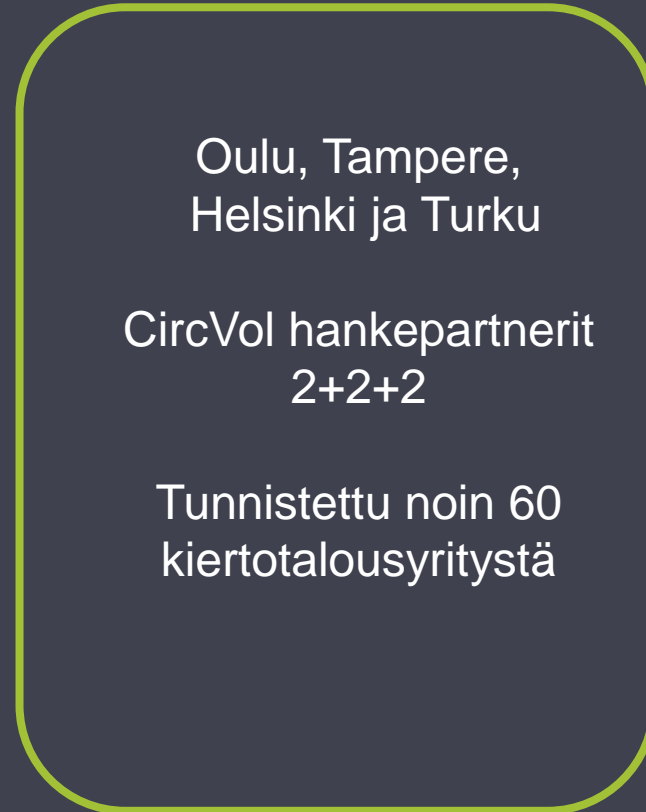 Oulu, Tampere,
Helsinki ja Turku
CircVol hankepartnerit
2+2+2
Tunnistettu noin 60
kiertotalousyritystä